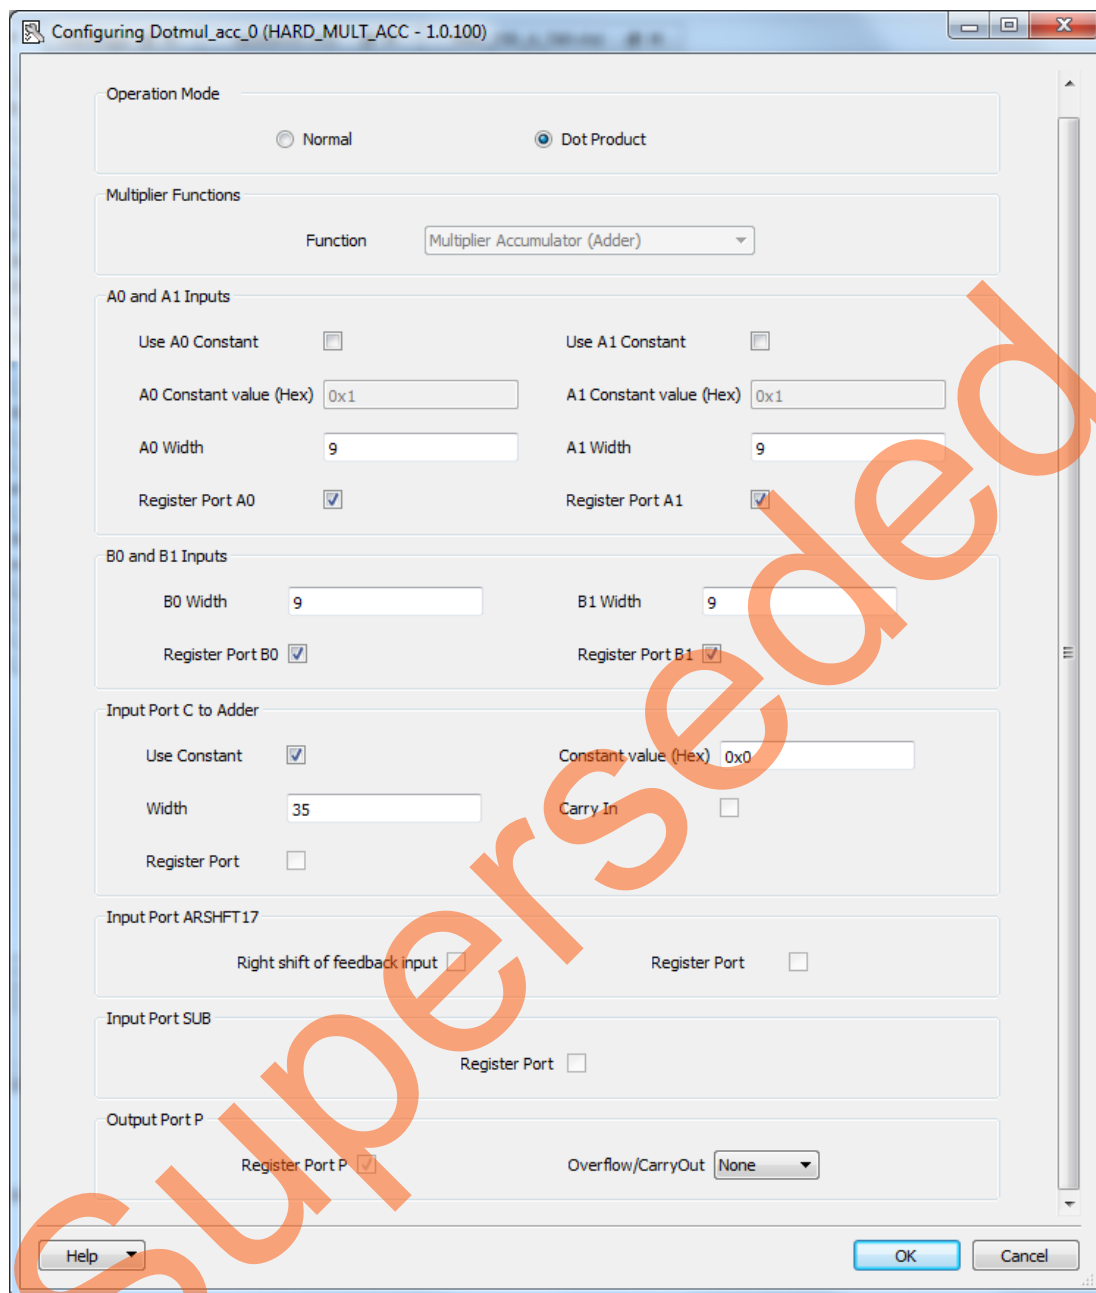 Configuring Dotmul_acc_0 (HARD_MULT_ACC - 1.0.100)
Operation Mode
Normal Dot Product
Multiplier Functions
Function Multiplier Accumulator (Adder)
A0 and A1 Inputs
Use A0 Constant Use A1 Constant
A0 Constant value (Hex) 0x1 A1 Constant value (Hex) 0x1
A0 Width 9 A1 Width 9
Register Port A0 Register Port A1
B0 and B1 Inputs
B0 Width 9 B1 Width 9
Register Port B0 Register Port B1
Input Port C to Adder
Use Constant Constant value (Hex) 0x0
Width 35 Carry In
Register Port
Input Port ARSHFT17
Right shift of feedback input Register Port
Input Port SUB
Register Port
Output Port P
Register Port P Overflow/CarryOut None
Help OK Cancel
Superseded